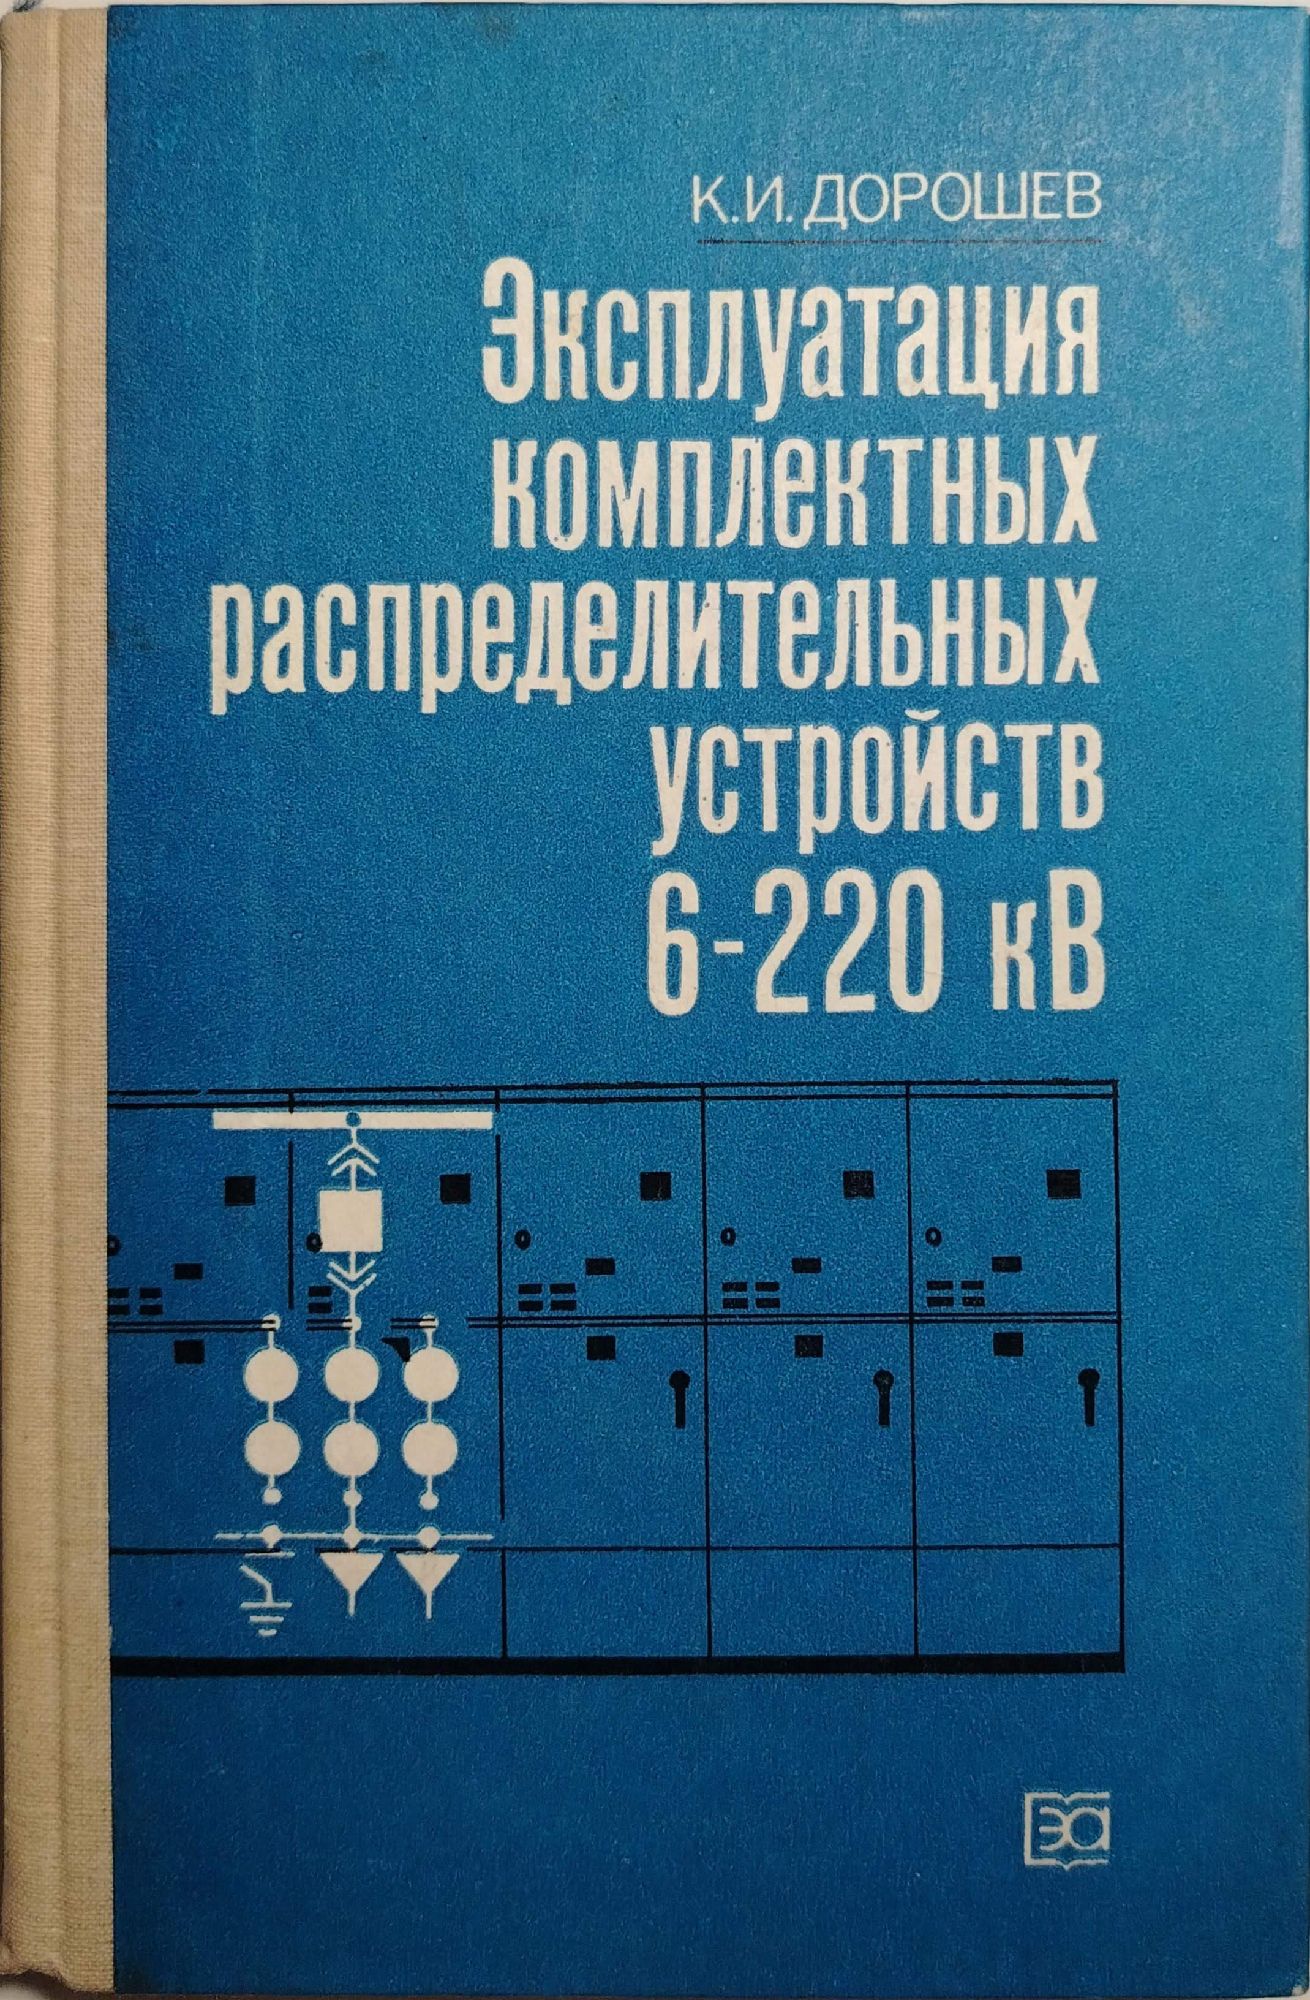 К.И. ДОРОШЕВ
Эксплуатация
комплектных
распределительных
устройств
6-220 кВ
ЭА